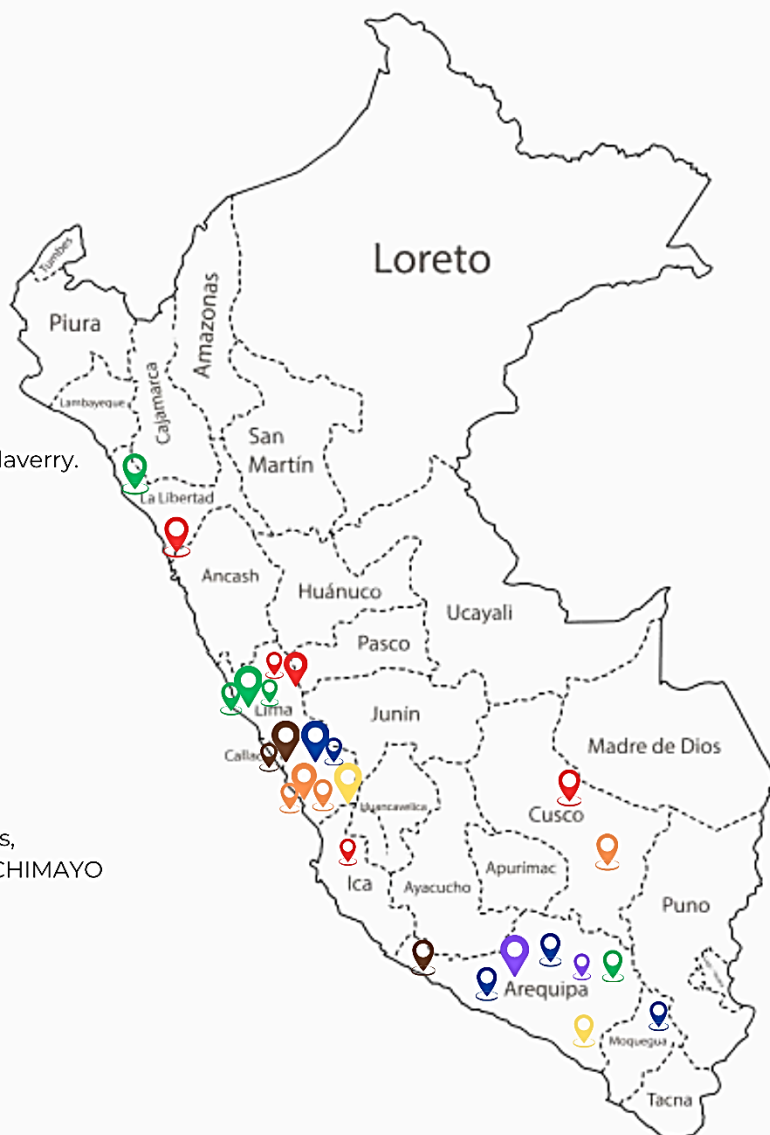 Loreto
Tumbes
Piura
Amazonas
Lambayeque
Cajamarca
San
Martín
laverry.
La Libertad
Ancash
Huánuco
Ucayali
Pasco
Lima
Junín
Madre de Dios
Callao
Huancavelica
Cusco
s,
CHIMAYO
Ica
Ayacucho
Apurimac
Puno
Arequipa
Moquegua
Tacna